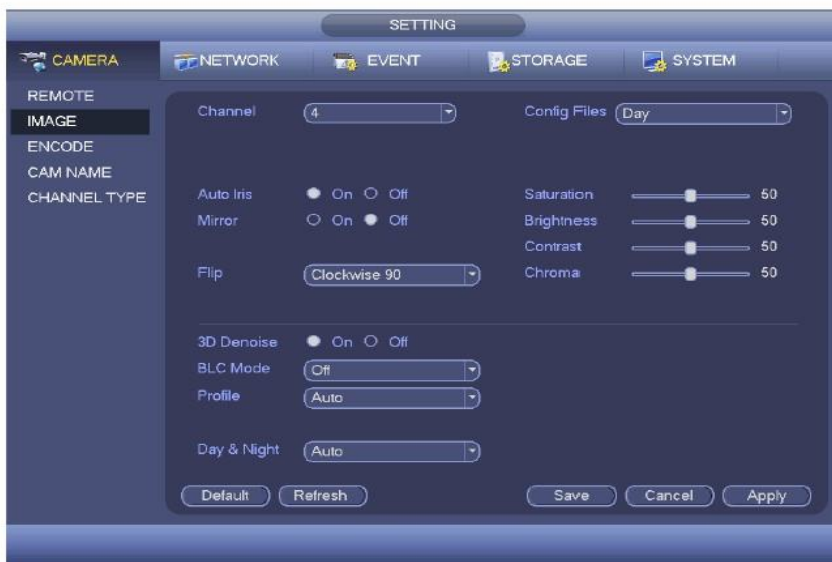 SETTING
CAMERA NETWORK EVENT STORAGE SYSTEM
REMOTE
IMAGE
ENCODE
CAM NAME
CHANNEL TYPE
Channel 4 Config Files Day
Auto Iris On Off Saturation 50
Mirror On Off Brightness 50
Contrast 50
Flip Clockwise 90 Chroma 50
3D Denoise On Off
BLC Mode Off
Profile Auto
Day & Night Auto
Default Refresh Save Cancel Apply